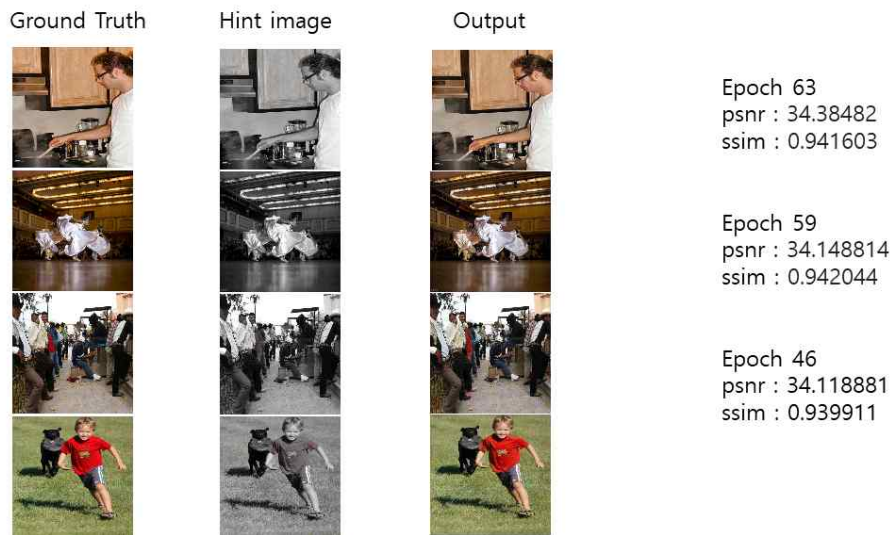 Ground Truth
Hint image
Output
Epoch 63
psnr : 34.38482
ssim : 0.941603
Epoch 59
psnr : 34.148814
ssim : 0.942044
Epoch 46
psnr : 34.118881
ssim : 0.939911